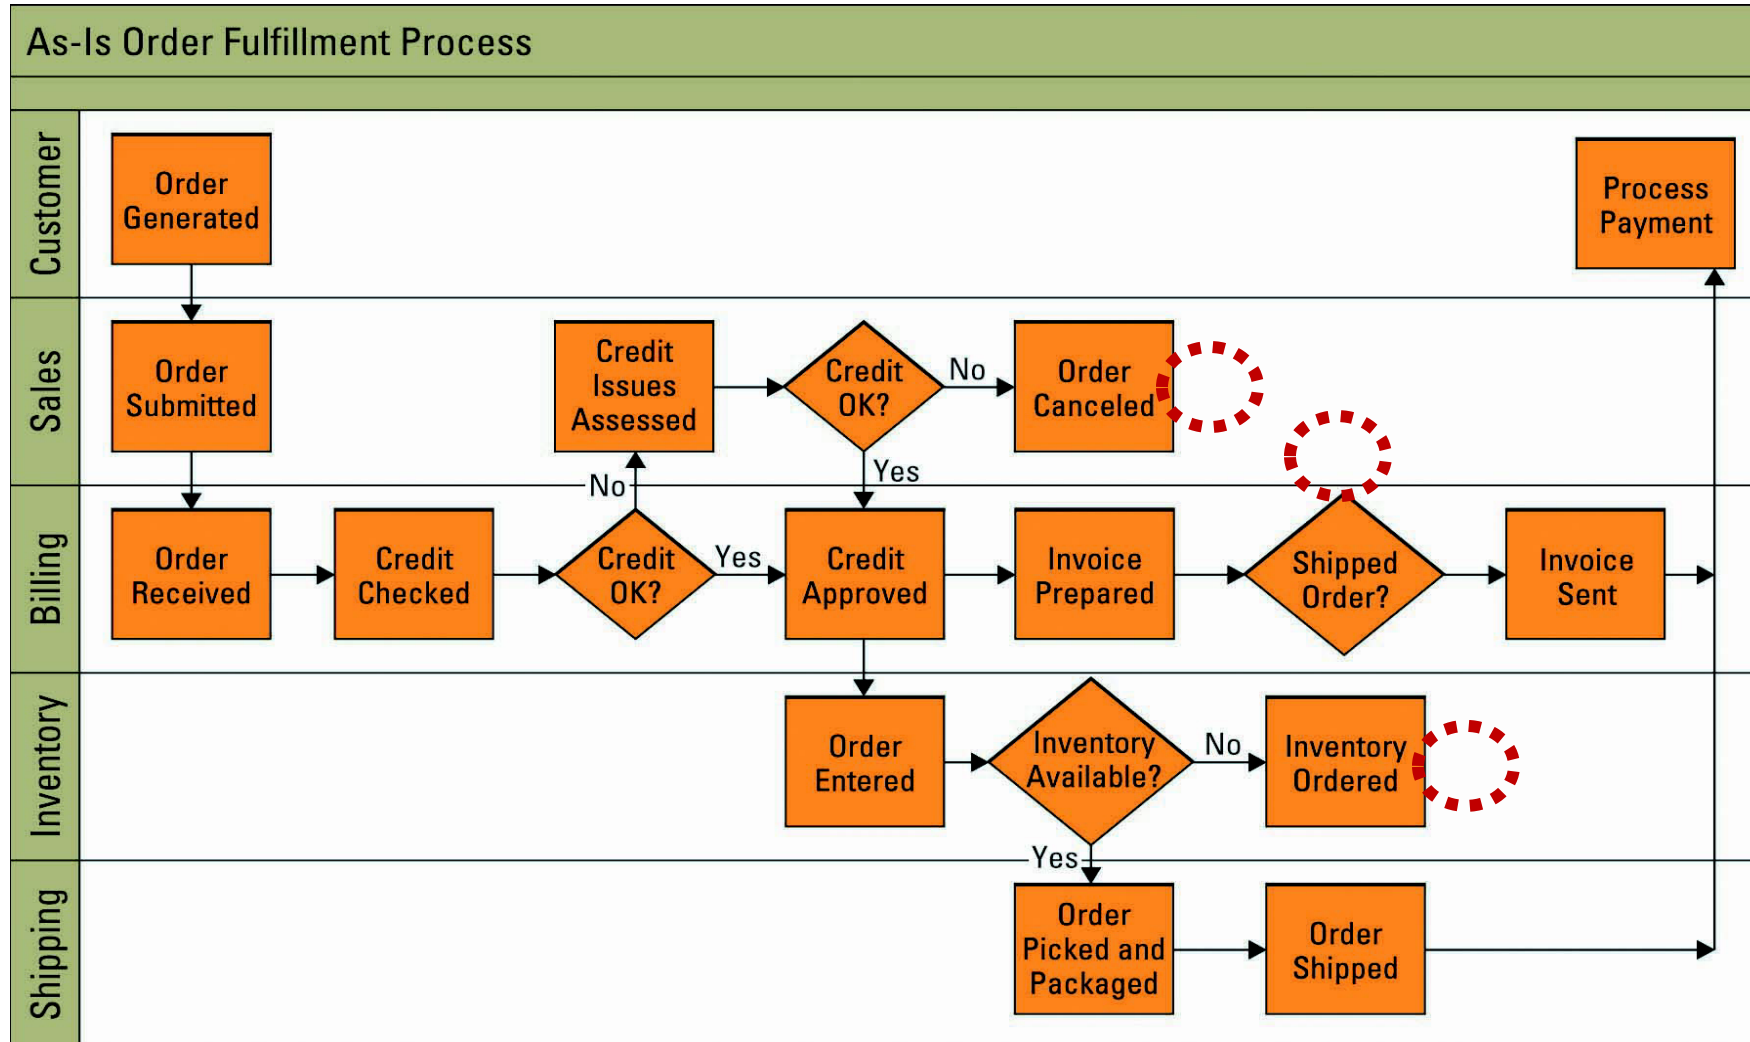 As-Is Order Fulfillment Process
Customer
Order
Generated
Process
Payment
Sales
Order
Submitted
Credit
Issues
Assessed
Credit
OK?
No
Order
Canceled
Yes
No
Billing
Order
Received
Credit
Checked
Credit
OK?
Yes
Credit
Approved
Invoice
Prepared
Shipped
Order?
Invoice
Sent
Inventory
Order
Entered
Inventory
Available?
No
Inventory
Ordered
Yes
Shipping
Order
Picked and
Packaged
Order
Shipped